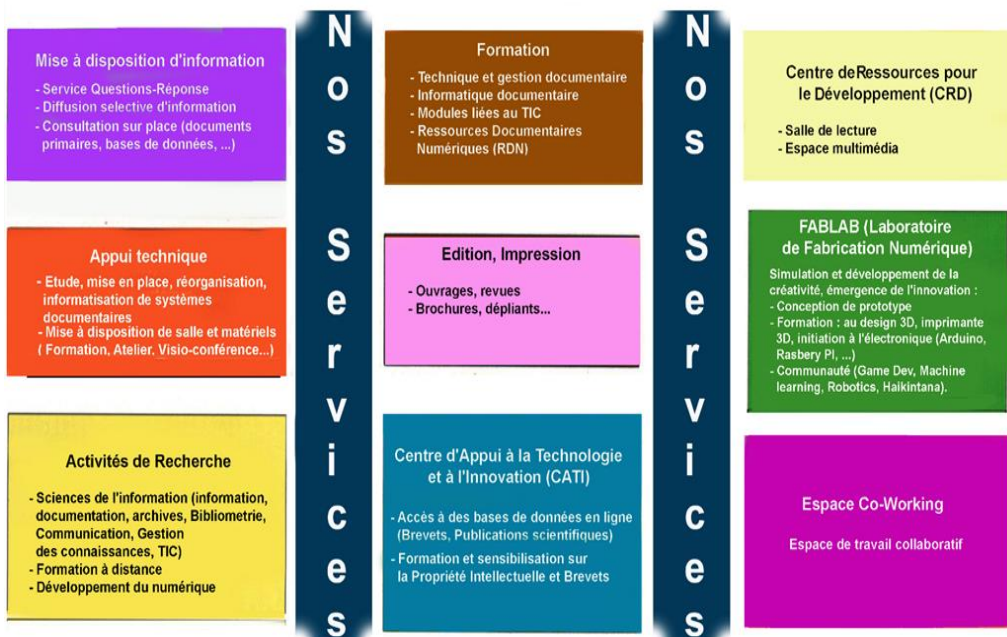 Mise à disposition d'information
- Service Questions-Réponse
- Diffusion selective d'information
- Consultation sur place (documents
primaires, bases de données, ...)
Appui technique
- Etude, mise en place, réorganisation,
informatisation de systèmes
documentaires
- Mise à disposition de salle et matériels
( Formation, Atelier, Visio-conférence...)
Activités de Recherche
- Sciences de l'information (information,
documentation, archives, Bibliometrie,
Communication, Gestion
des connaissances, TIC)
- Formation à distance
- Développement du numérique
Nos Services
Formation
- Technique et gestion documentaire
- Informatique documentaire
- Modules liées au TIC
- Ressources Documentaires
Numériques (RDN)
Edition, Impression
- Ouvrages, revues
- Brochures, dépliants...
Centre d'Appui à la Technologie
et à l'Innovation (CATI)
- Accès à des bases de données en ligne
(Brevets, Publications scientifiques)
- Formation et sensibilisation sur
la Propriété Intellectuelle et Brevets
Nos Services
Centre deRessources pour
le Développement (CRD)
- Salle de lecture
- Espace multimédia
FABLAB (Laboratoire
de Fabrication Numérique)
Simulation et développement de la
créativité, émergence de l'innovation :
- Conception de prototype
- Formation : au design 3D, imprimante
3D, initiation à l'électronique (Arduino,
Rasbery PI, ...)
- Communauté (Game Dev, Machine
learning, Robotics, Haikintana).
Espace Co-Working
Espace de travail collaboratif